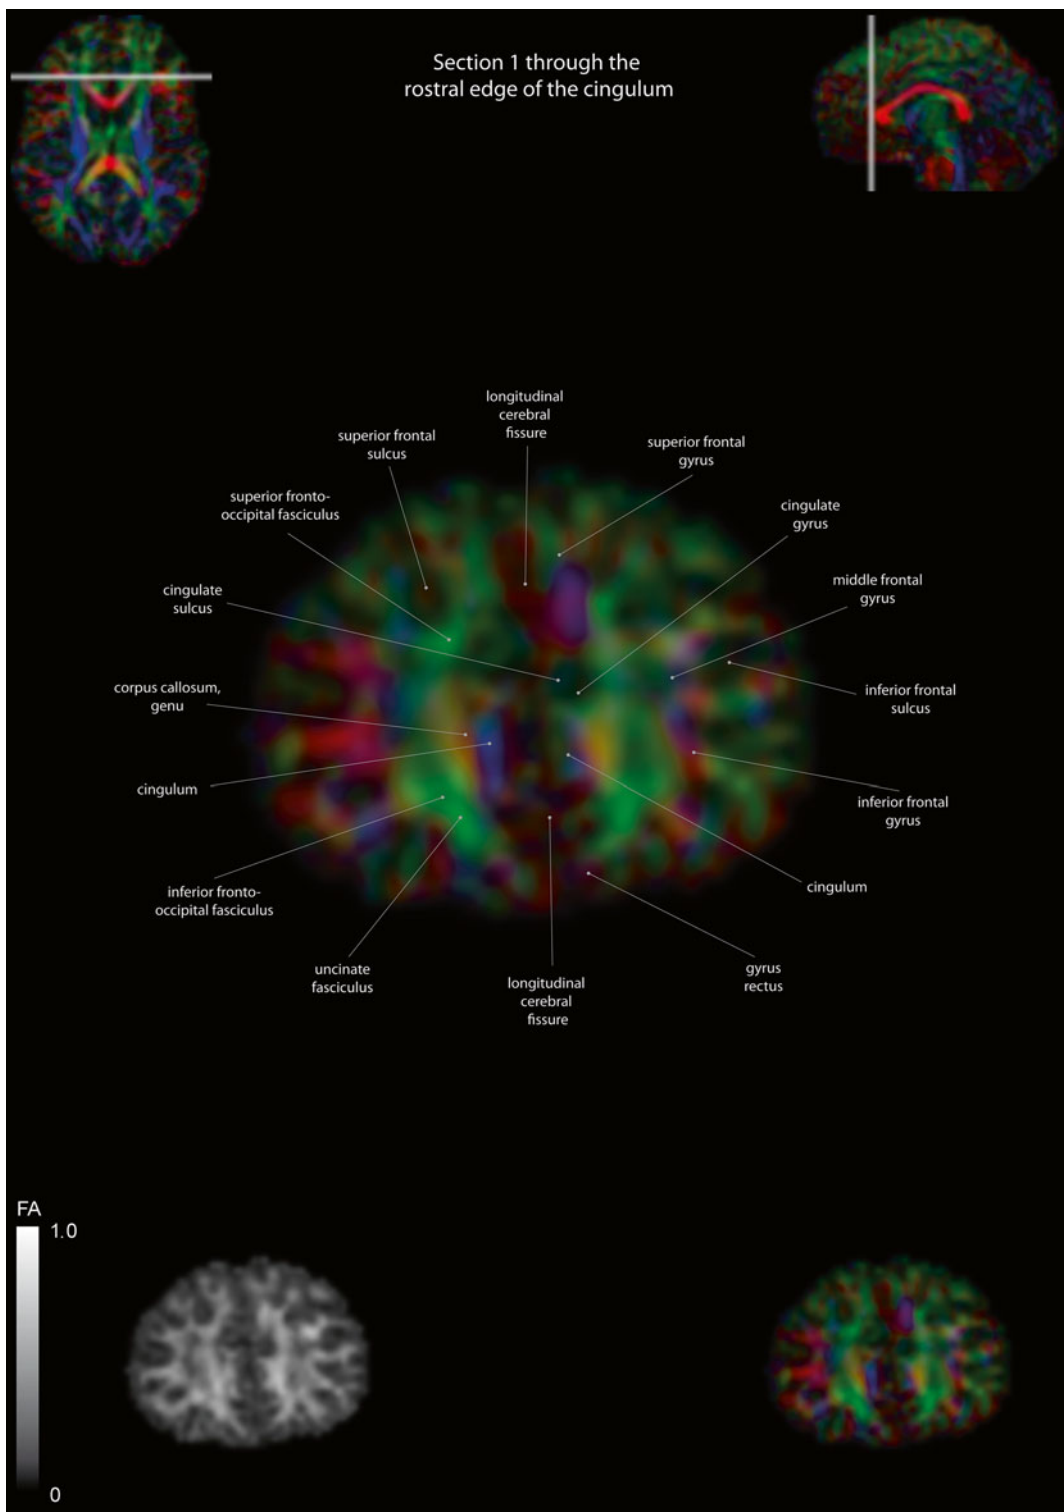 Section 1 through the
rostral edge of the cingulum
longitudinal
cerebral
fissure
superior frontal
sulcus
superior frontal
gyrus
superior fronto-
occipital fasciculus
cingulate
gyrus
cingulate
sulcus
middle frontal
gyrus
corpus callosum,
genu
inferior frontal
sulcus
cingulum
inferior frontal
gyrus
inferior fronto-
occipital fasciculus
cingulum
uncinate
fasciculus
longitudinal
cerebral
fissure
gyrus
rectus
FA
1.0
0